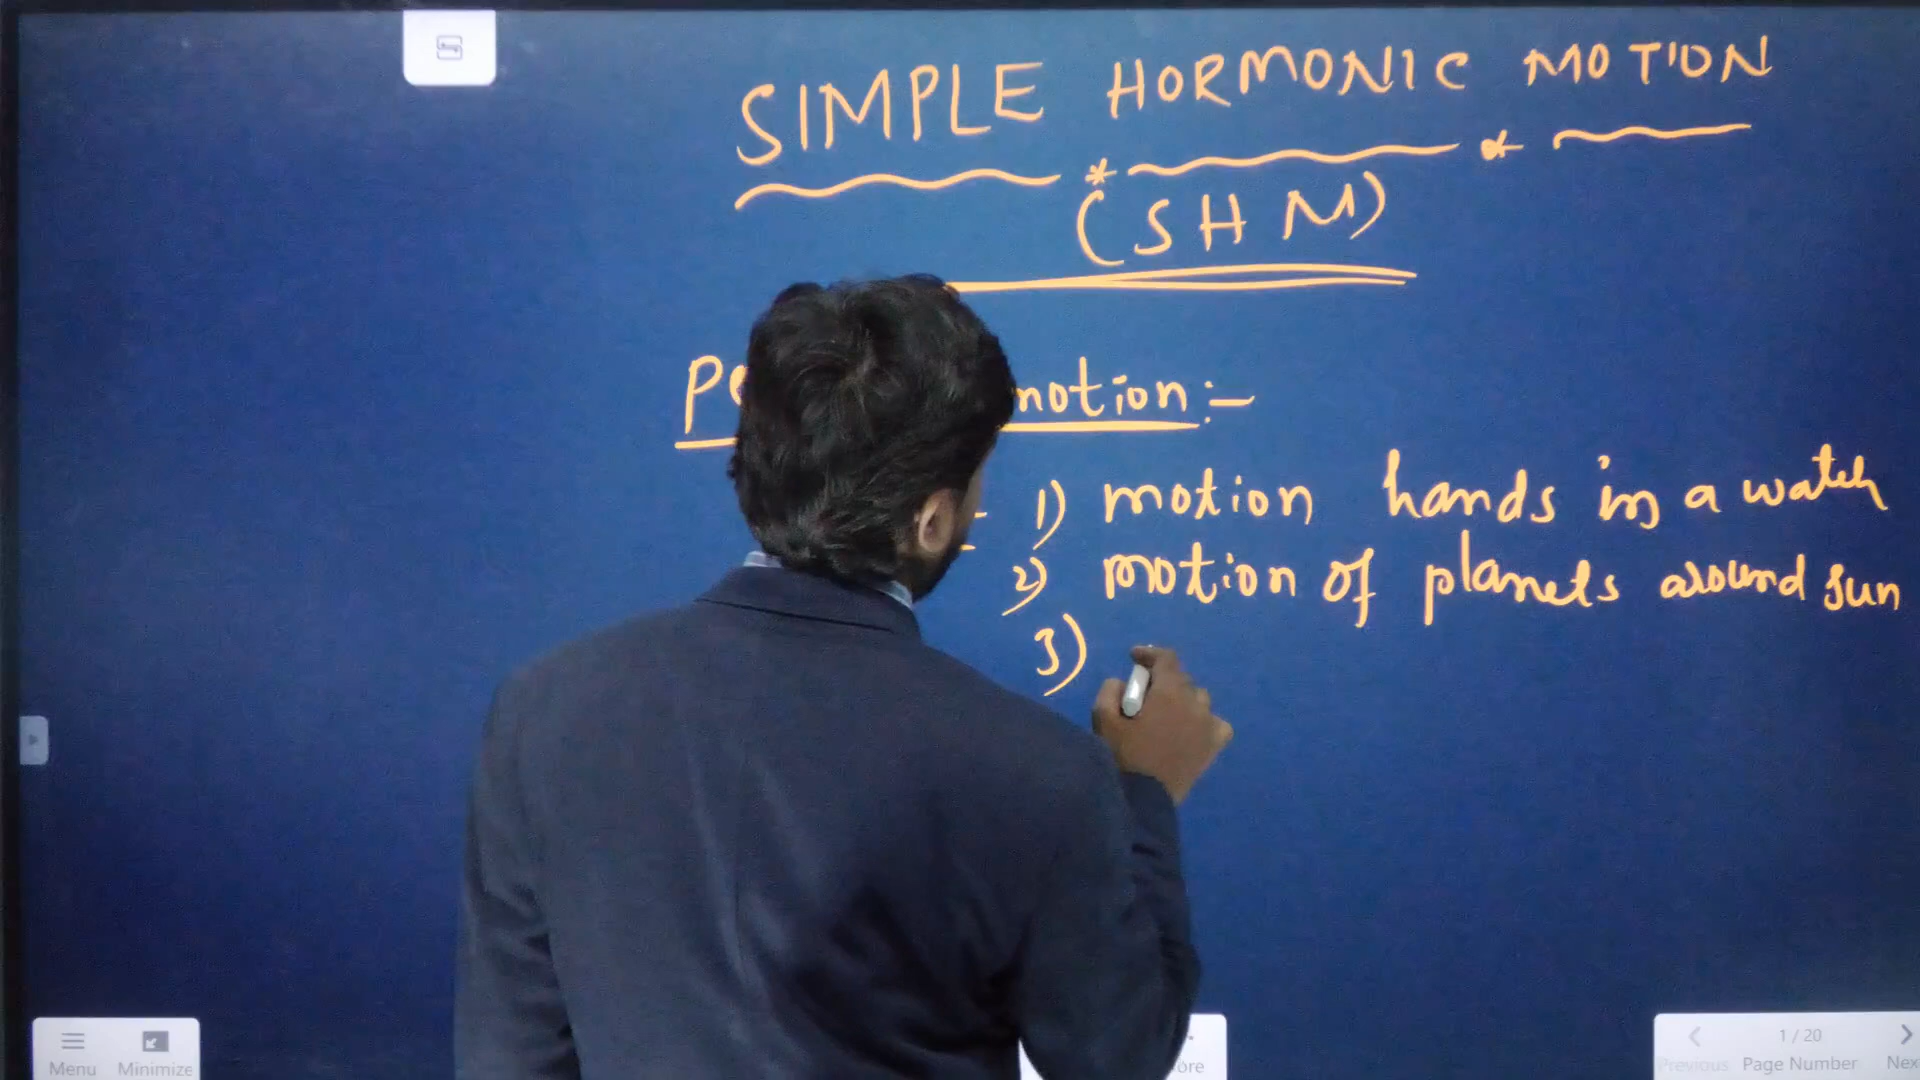 SIMPLE HORMONIC MOTION
(SHM)
motion:-
1) motion hands in a watch
2) motion of planets around sun
3)
Menu Minimize
1 / 20
Previous Page Number